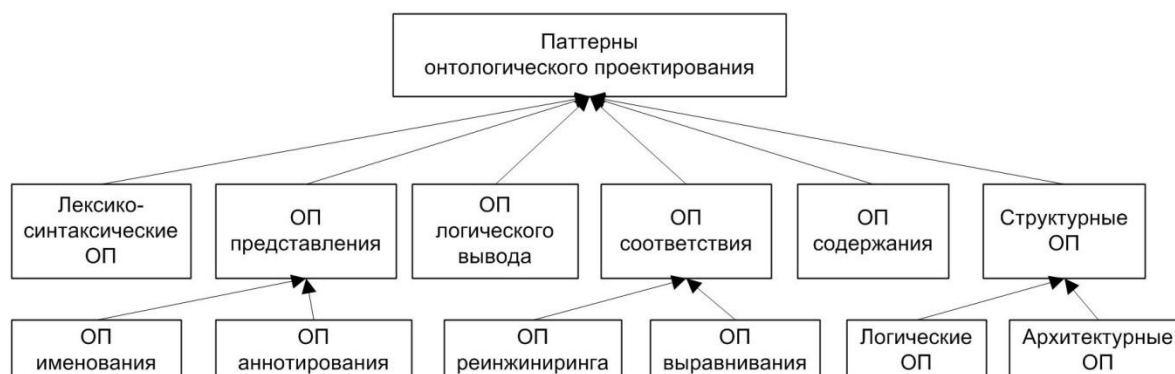 Паттерны
онтологического проектирования
Лексико-
синтаксические
ОП
ОП
представления
ОП
логического
вывода
ОП
соответствия
ОП
содержания
Структурные
ОП
ОП
именования
ОП
аннотирования
ОП
реинжиниринга
ОП
выравнивания
Логические
ОП
Архитектурные
ОП